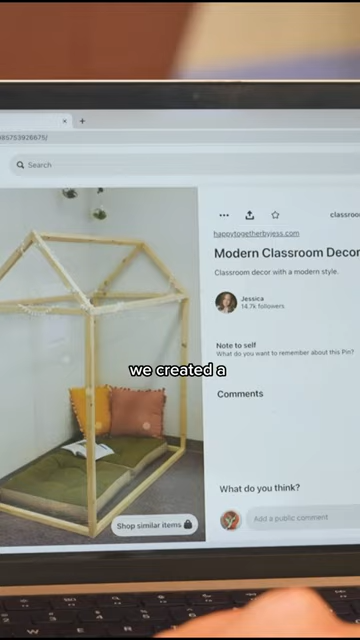 385753926675/
Search
classroo
happytogetherbyjess.com
Modern Classroom Decor
Classroom decor with a modern style.
Jessica
14.7k followers
Note to self
What do you want to remember about this Pin?
we created a
Comments
What do you think?
Shop similar items
Add a public comment
W E R